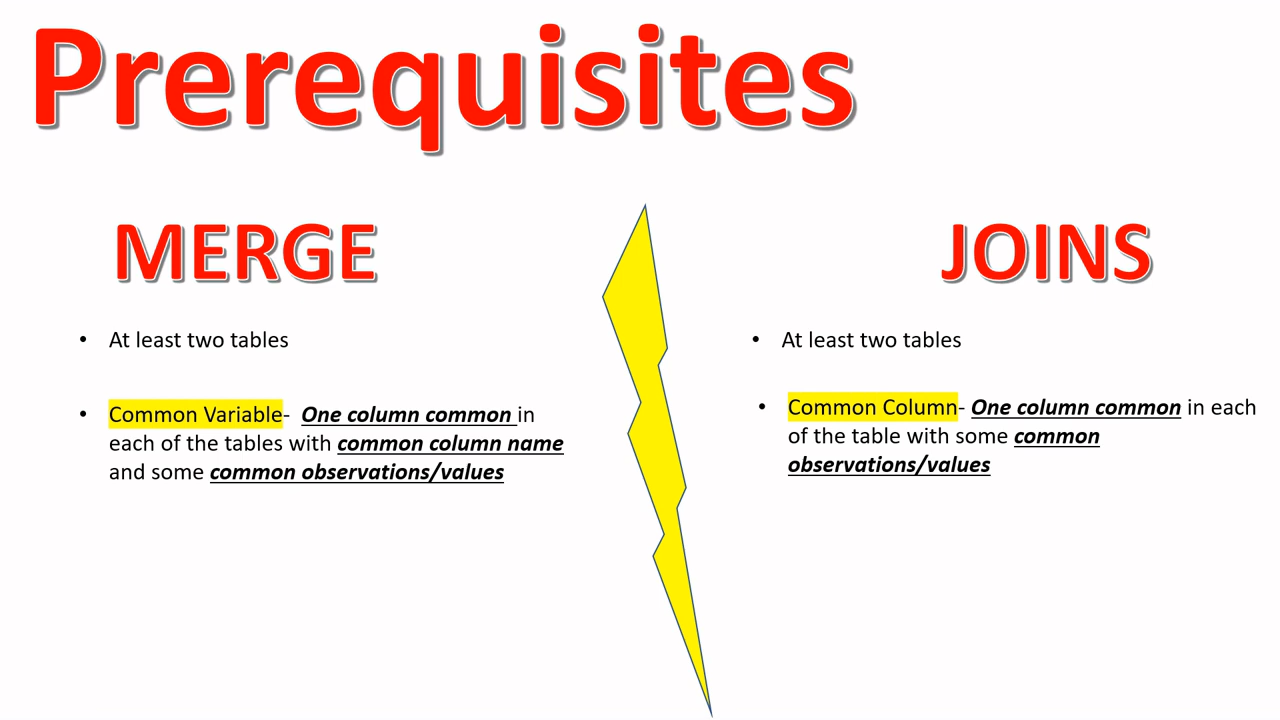 Prerequisites
MERGE
• At least two tables
• Common Variable- One column common in
each of the tables with common column name
and some common observations/values
JOINS
• At least two tables
• Common Column- One column common in each
of the table with some common
observations/values